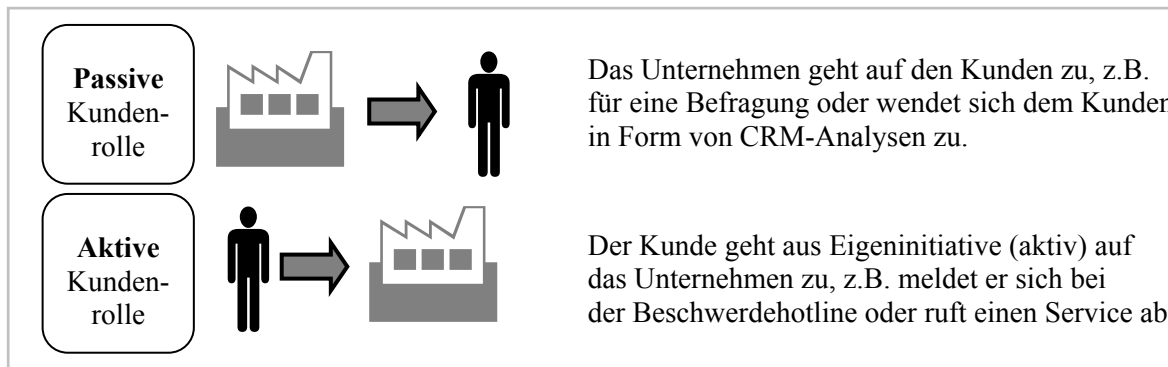 Passive
Kunden-
rolle
Das Unternehmen geht auf den Kunden zu, z.B.
für eine Befragung oder wendet sich dem Kunden
in Form von CRM-Analysen zu.
Aktive
Kunden-
rolle
Der Kunde geht aus Eigeninitiative (aktiv) auf
das Unternehmen zu, z.B. meldet er sich bei
der Beschwerdehotline oder ruft einen Service ab